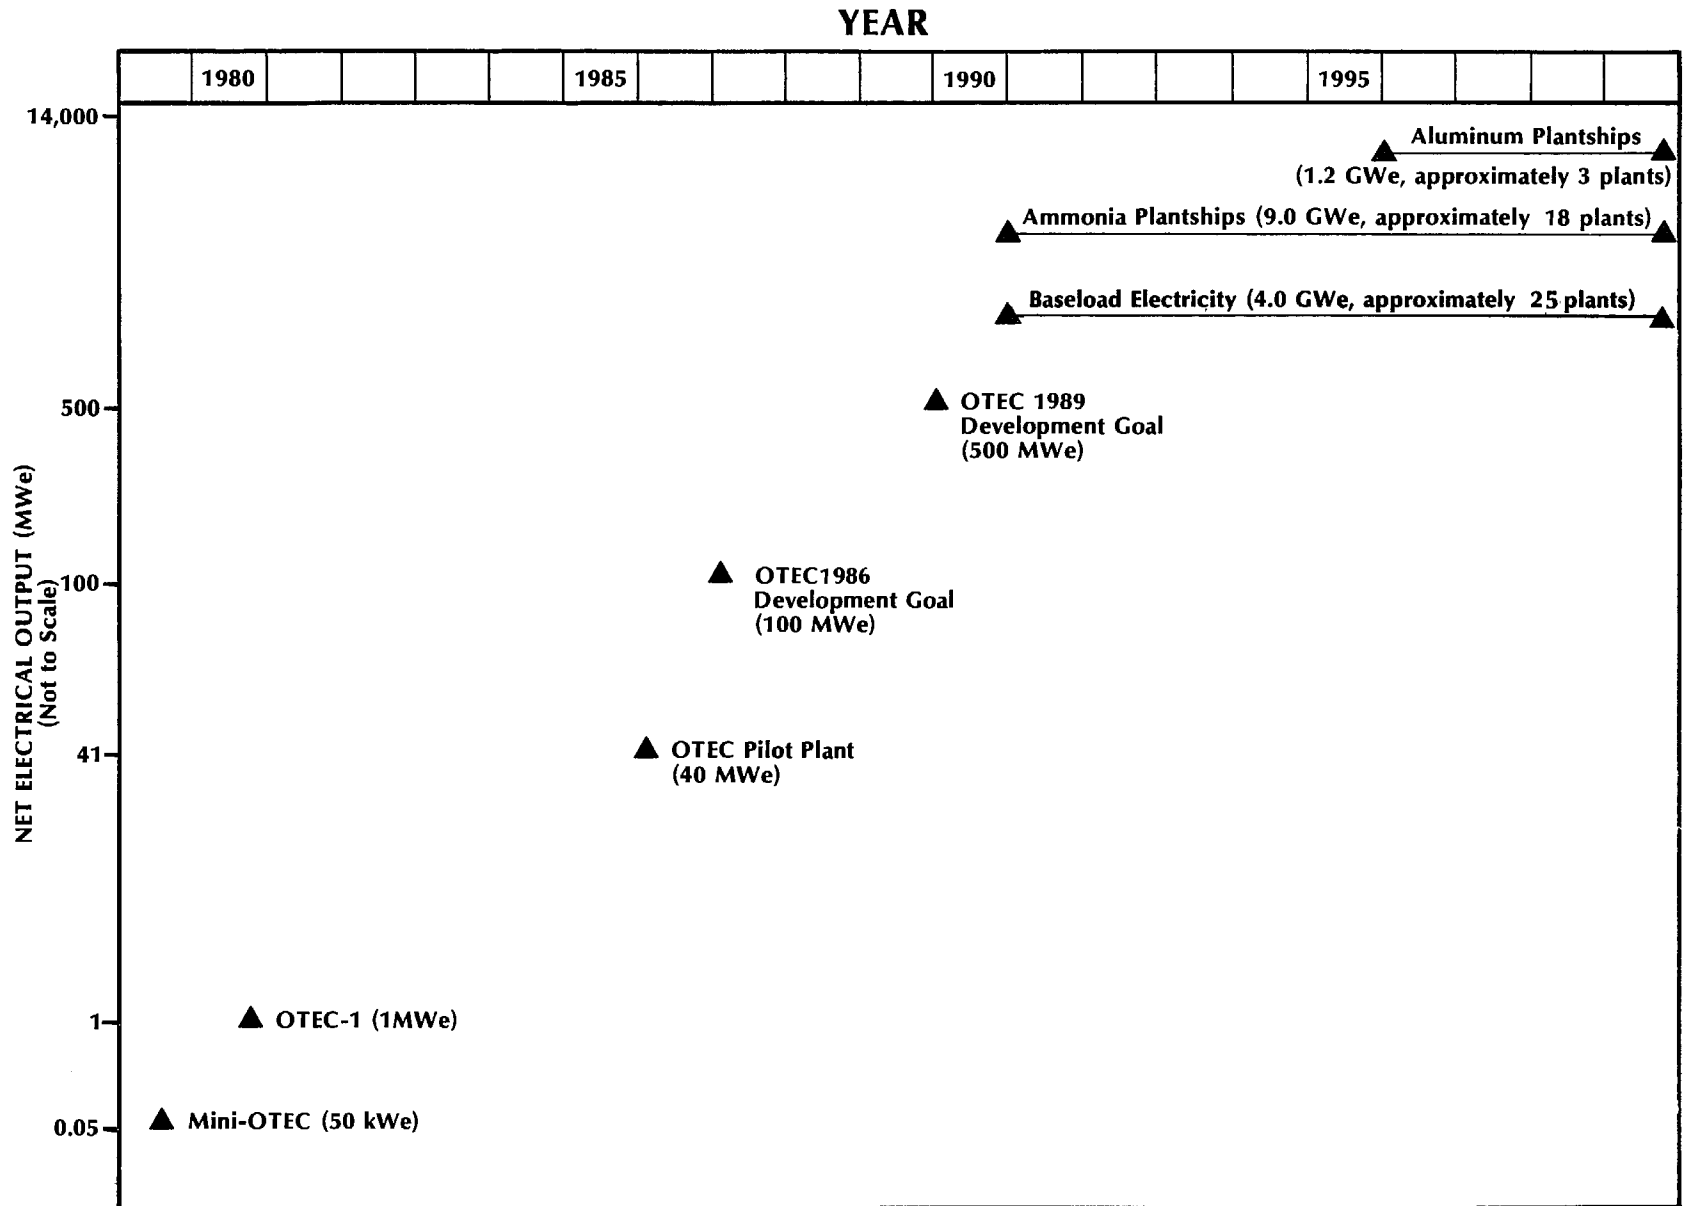 YEAR
1980 1985 1990 1995
14,000
Aluminum Plantships
(1.2 GWe, approximately 3 plants)
Ammonia Plantships (9.0 GWe, approximately 18 plants)
Baseload Electricity (4.0 GWe, approximately 25 plants)
500
OTEC 1989
Development Goal
(500 MWe)
NET ELECTRICAL OUTPUT (MWe)
(Not to Scale)
100
OTEC1986
Development Goal
(100 MWe)
41
OTEC Pilot Plant
(40 MWe)
1
OTEC-1 (1MWe)
0.05
Mini-OTEC (50 kWe)